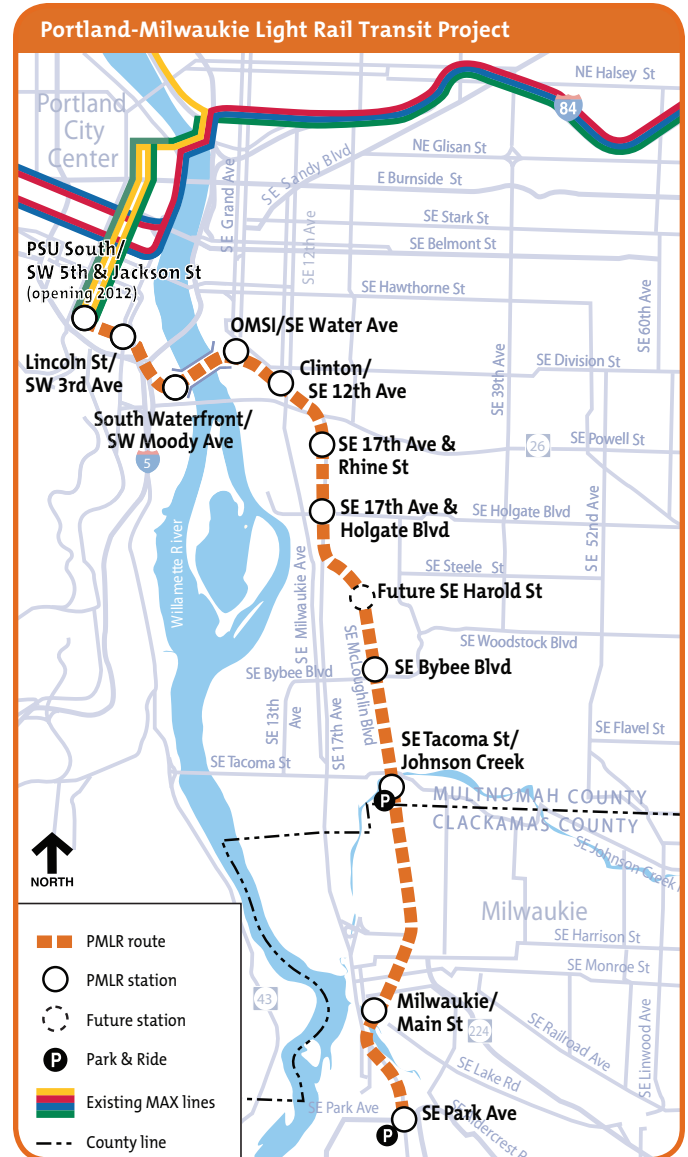 Portland-Milwaukie Light Rail Transit Project
NE Halsey St
Portland
City
Center
84
NE Glisan St
SE Sandy Blvd
E Burnside St
SE Grand Ave
SE 12th Ave
SE Stark St
SE Belmont St
PSU South/
SW 5th & Jackson St
(opening 2012)
SE Hawthorne St
SE 60th Ave
OMSI/SE Water Ave
Lincoln St/
SW 3rd Ave
Clinton/
SE 12th Ave
SE 39th Ave
SE Division St
South Waterfront/
SW Moody Ave
5
SE 17th Ave &
Rhine St
26
SE Powell St
SE 17th Ave &
Holgate Blvd
SE Holgate Blvd
SE 52nd Ave
Willamette River
SE Milwaukie Ave
SE Steele St
Future SE Harold St
SE McLoughlin Blvd
SE Woodstock Blvd
SE Bybee Blvd
SE Bybee Blvd
SE 13th
Ave
SE 17th Ave
SE Flavel St
SE Tacoma St/
Johnson Creek
SE Tacoma St
P
MULTNOMAH COUNTY
CLACKAMAS COUNTY
SE Johnson Creek
NORTH
Milwaukie
SE Harrison St
SE Monroe St
PMLR route
PMLR station
Future station
P
Park & Ride
Existing MAX lines
County line
43
Milwaukie/
Main St
224
SE Railroad Ave
SE Linwood Ave
SE Lake Rd
SE Park Ave
SE Park Ave
P